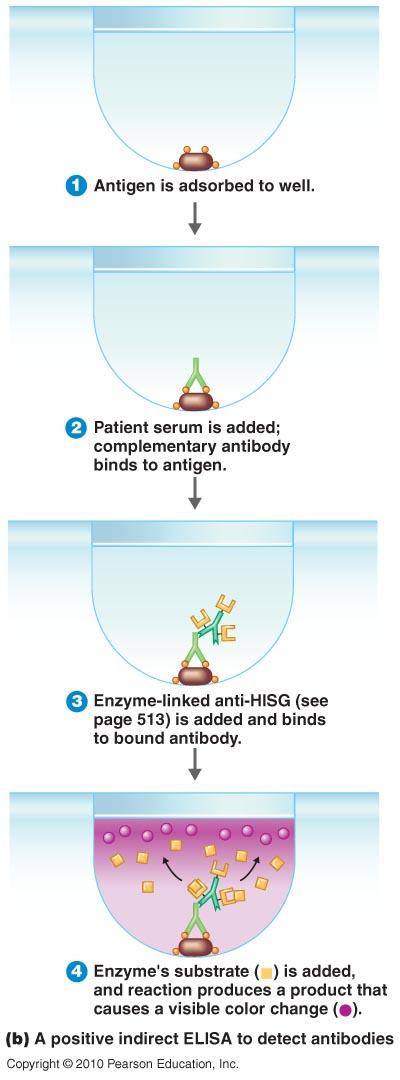 1 Antigen is adsorbed to well.
2 Patient serum is added;
complementary antibody
binds to antigen.
3 Enzyme-linked anti-HISG (see
page 513) is added and binds
to bound antibody.
4 Enzyme's substrate ( ) is added,
and reaction produces a product that
causes a visible color change ( ).
(b) A positive indirect ELISA to detect antibodies
Copyright © 2010 Pearson Education, Inc.